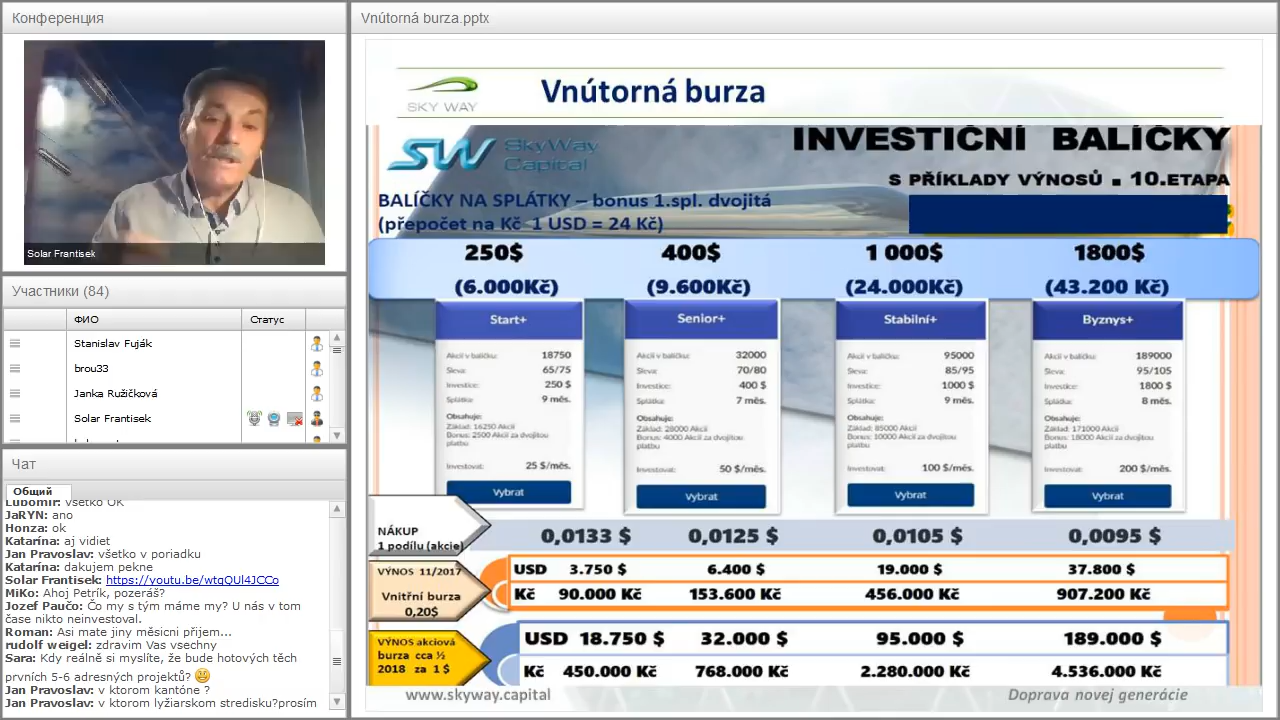 Конференция
Solar Frantisek
Участники (84)
ФИО
Статус
Stanislav Fuják
brou33
Janka Ružičková
Solar Frantisek
Чат
Общий
Lubomir: všetko OK
JaRYN: ano
Honza: ok
Katarína: aj vidiet
Jan Pravoslav: všetko v poriadku
Katarína: dakujem pekne
Solar Frantisek: https://youtu.be/wtqQUl4JCCo
MiKo: Ahoj Petrík, pozeráš?
Jozef Paučo: Čo my s tým máme my? U nás v tom
čase nikto neinvestoval.
Roman: Asi mate jiny měsicni přijem...
rudolf weigel: zdravím Vas vsechny
Sara: Kdy reálně si myslíte, že bude hotových těch
prvních 5-6 adresných projektů?
Jan Pravoslav: v ktorom kantóne ?
Jan Pravoslav: v ktorom lyžiarskom stredisku?prosím
Vnútorná burza.pptx
SKY WAY
Vnútorná burza
SW SkyWay
Capital
INVESTIČNÍ BALÍČKY
S PŘÍKLADY VÝNOSŮ ■ 10.ETAPA
BALÍČKY NA SPLÁTKY – bonus 1.spl. dvojitá
(přepočet na Kč 1 USD = 24 Kč)
250$ 400$ 1 000$ 1800$
(6.000Kč) (9.600Kč) (24.000Kč) (43.200 Kč)
Start+
Akcií v balíčku: 18750
Sleva: 65/75
Investice: 250 $
Splátka: 9 měs.
Obsahuje:
Základ: 16250 Akcií
Bonus: 2500 Akcií za dvojitou
platbu
Investovat: 25 $/měs.
Vybrat
Senior+
Akcií v balíčku: 32000
Sleva: 70/80
Investice: 400 $
Splátka: 7 měs.
Obsahuje:
Základ: 28000 Akcií
Bonus: 4000 Akcií za dvojitou
platbu
Investovat: 50 $/měs.
Vybrat
Stabilní+
Akcií v balíčku: 95000
Sleva: 85/95
Investice: 1000 $
Splátka: 9 měs.
Obsahuje:
Základ: 85000 Akcií
Bonus: 10000 Akcií za dvojitou
platbu
Investovat: 100 $/měs.
Vybrat
Byznys+
Akcií v balíčku: 189000
Sleva: 95/105
Investice: 1800 $
Splátka: 8 měs.
Obsahuje:
Základ: 171000 Akcií
Bonus: 18000 Akcií za dvojitou
platbu
Investovat: 200 $/měs.
Vybrat
NÁKUP
1 podílu (akcie)
0,0133 $ 0,0125 $ 0,0105 $ 0,0095 $
VÝNOS 11/2017
Vnitřní burza
0,20$
USD 3.750 $ 6.400 $ 19.000 $ 37.800 $
Kč 90.000 Kč 153.600 Kč 456.000 Kč 907.200 Kč
VÝNOS akciová
burza cca ½
2018 za 1 $
USD 18.750 $ 32.000 $ 95.000 $ 189.000 $
Kč 450.000 Kč 768.000 Kč 2.280.000 Kč 4.536.000 Kč
www.skyway.capital
Doprava novej generácie